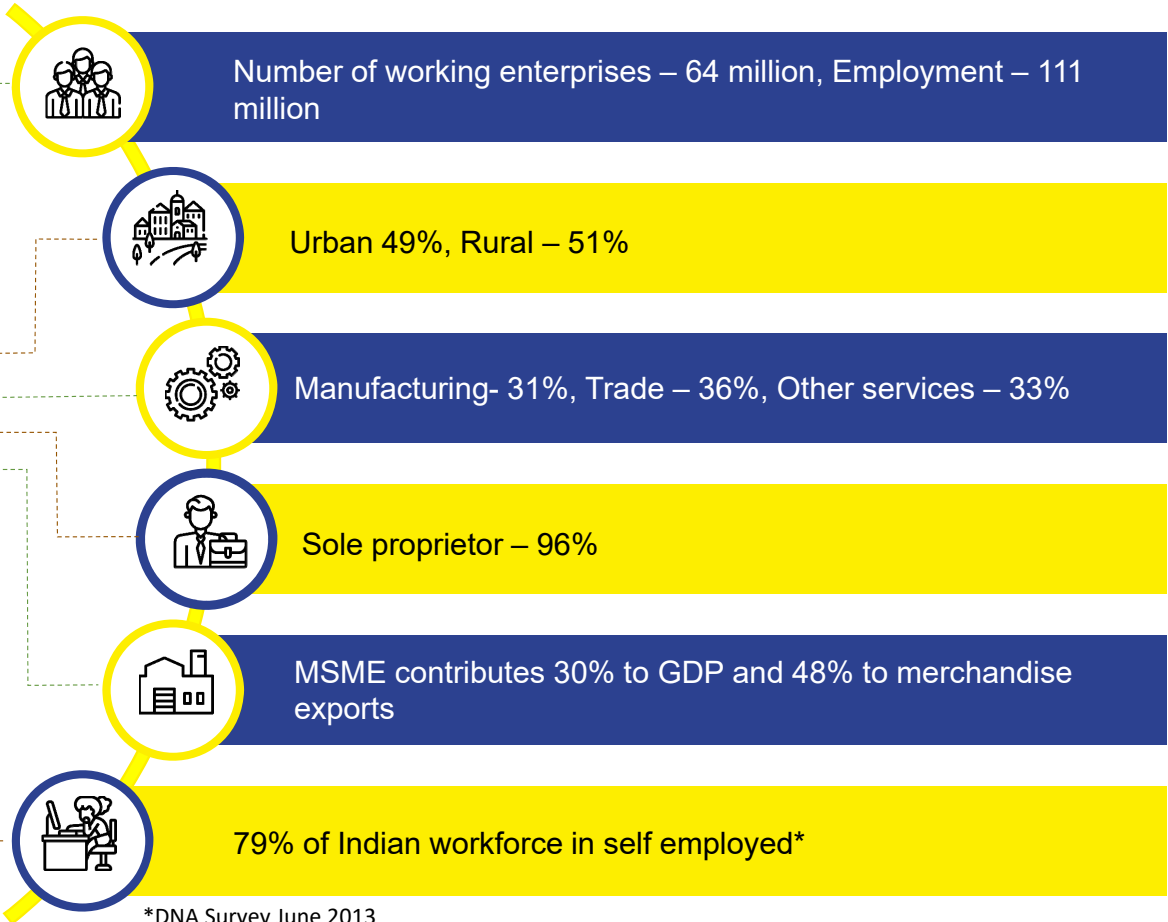 Number of working enterprises – 64 million, Employment – 111
million
Urban 49%, Rural – 51%
Manufacturing- 31%, Trade – 36%, Other services – 33%
Sole proprietor – 96%
MSME contributes 30% to GDP and 48% to merchandise
exports
79% of Indian workforce in self employed*
*DNA Survey June 2013